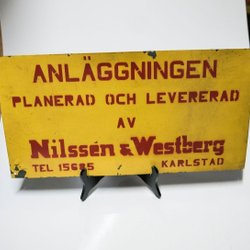 ANLÄGGNINGEN
PLANERAD OCH LEVERERAD
AV
Nilssén & Westberg
TEL 15685 KARLSTAD